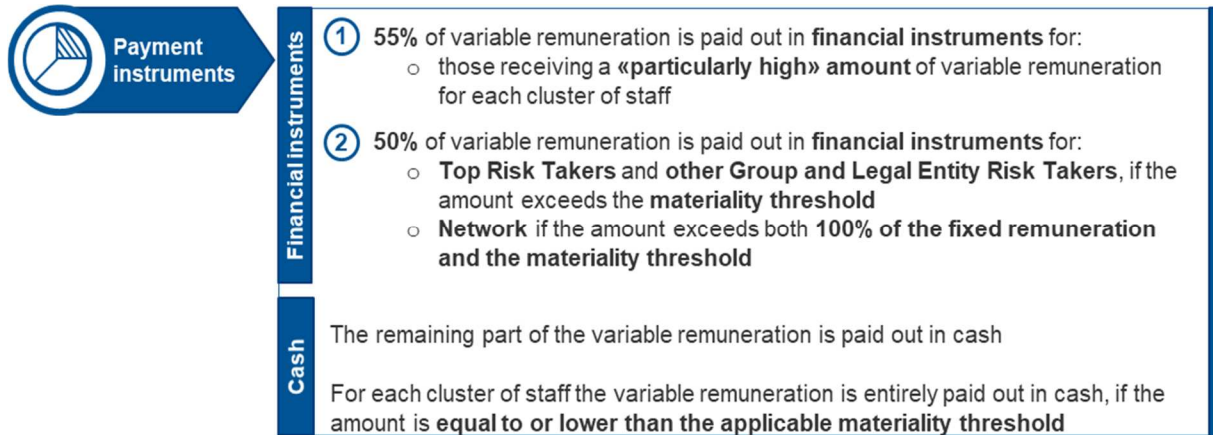 Payment
instruments
Financial instruments
1 55% of variable remuneration is paid out in financial instruments for:
o those receiving a «particularly high» amount of variable remuneration
for each cluster of staff
2 50% of variable remuneration is paid out in financial instruments for:
o Top Risk Takers and other Group and Legal Entity Risk Takers, if the
amount exceeds the materiality threshold
o Network if the amount exceeds both 100% of the fixed remuneration
and the materiality threshold
Cash
The remaining part of the variable remuneration is paid out in cash
For each cluster of staff the variable remuneration is entirely paid out in cash, if the
amount is equal to or lower than the applicable materiality threshold